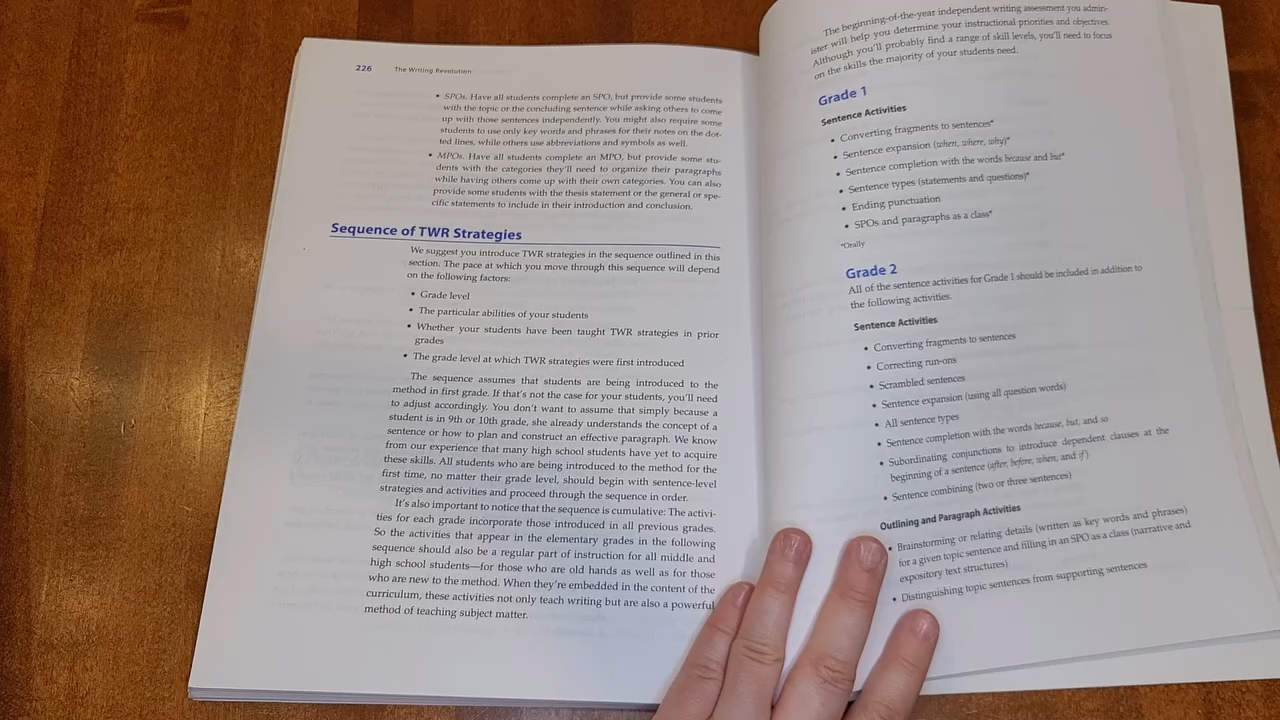 226 The Writing Revolution
• SPOs. Have all students complete an SPO, but provide some students
with the topic or the concluding sentence while asking others to come
up with those sentences independently. You might also require some
students to use only key words and phrases for their notes on the dot-
ted lines, while others use abbreviations and symbols as well.
• MPOs. Have all students complete an MPO, but provide some stu-
dents with the categories they'll need to organize their paragraphs
while having others come up with their own categories. You can also
provide some students with the thesis statement or the general or spe-
cific statements to include in their introduction and conclusion.
Sequence of TWR Strategies
We suggest you introduce TWR strategies in the sequence outlined in this
section. The pace at which you move through this sequence will depend
on the following factors:
• Grade level
• The particular abilities of your students
• Whether your students have been taught TWR strategies in prior
grades
• The grade level at which TWR strategies were first introduced
The sequence assumes that students are being introduced to the
method in first grade. If that's not the case for your students, you'll need
to adjust accordingly. You don't want to assume that simply because a
student is in 9th or 10th grade, she already understands the concept of a
sentence or how to plan and construct an effective paragraph. We know
from our experience that many high school students have yet to acquire
these skills. All students who are being introduced to the method for the
first time, no matter their grade level, should begin with sentence-level
strategies and activities and proceed through the sequence in order.
It's also important to notice that the sequence is cumulative: The activi-
ties for each grade incorporate those introduced in all previous grades.
So the activities that appear in the elementary grades in the following
sequence should also be a regular part of instruction for all middle and
high school students—for those who are old hands as well as for those
who are new to the method. When they're embedded in the content of the
curriculum, these activities not only teach writing but are also a powerful
method of teaching subject matter.
The beginning-of-the-year independent writing assessment you admin-
ister will help you determine your instructional priorities and objectives.
Although you'll probably find a range of skill levels, you'll need to focus
on the skills the majority of your students need.
Grade 1
Sentence Activities
• Converting fragments to sentences*
• Sentence expansion (when, where, why)*
• Sentence completion with the words because and but*
• Sentence types (statements and questions)*
• Ending punctuation
• SPOs and paragraphs as a class*
*Orally
Grade 2
All of the sentence activities for Grade 1 should be included in addition to
the following activities.
Sentence Activities
• Converting fragments to sentences
• Correcting run-ons
• Scrambled sentences
• Sentence expansion (using all question words)
• All sentence types
• Sentence completion with the words because, but, and so
• Subordinating conjunctions to introduce dependent clauses at the
beginning of a sentence (after, before, when, and if)
• Sentence combining (two or three sentences)
Outlining and Paragraph Activities
• Brainstorming or relating details (written as key words and phrases)
for a given topic sentence and filling in an SPO as a class (narrative and
expository text structures)
• Distinguishing topic sentences from supporting sentences